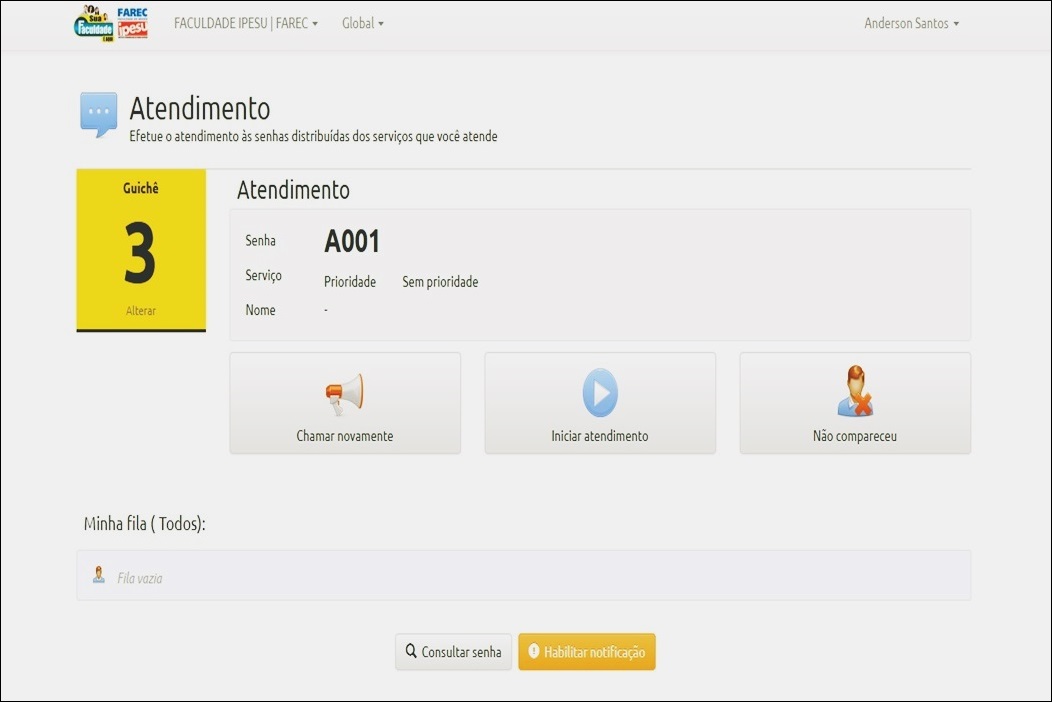 Sua
Faculdade
FAREC
ipesu
FACULDADE IPESU | FAREC
Global
Anderson Santos
Atendimento
Efetue o atendimento às senhas distribuídas dos serviços que você atende
Guichê
3
Alterar
Atendimento
Senha A001
Serviço
Prioridade Sem prioridade
Nome -
Chamar novamente
Iniciar atendimento
Não compareceu
Minha fila ( Todos):
Fila vazia
Consultar senha
Habilitar notificação